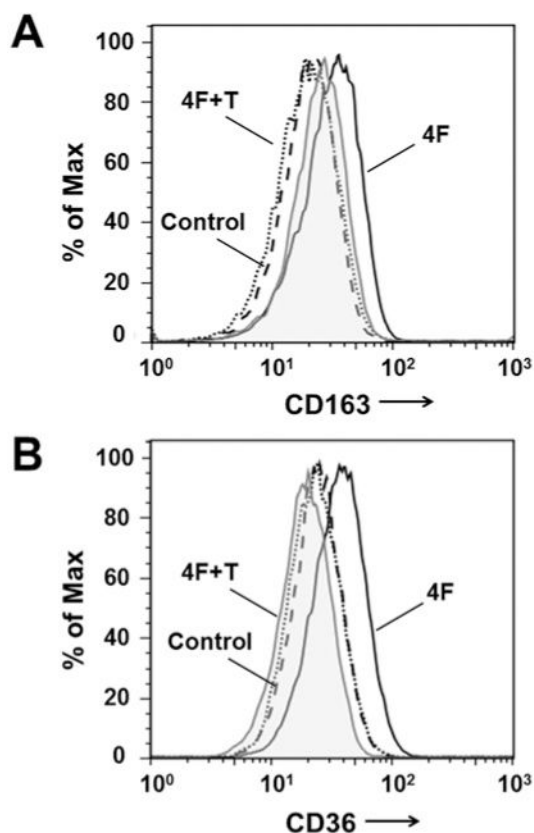 A
% of Max
100
80
60
40
20
0
4F+T
4F
Control
10⁰ 10¹ 10² 10³
CD163 →
B
% of Max
100
80
60
40
20
0
4F+T
4F
Control
10⁰ 10¹ 10² 10³
CD36 →